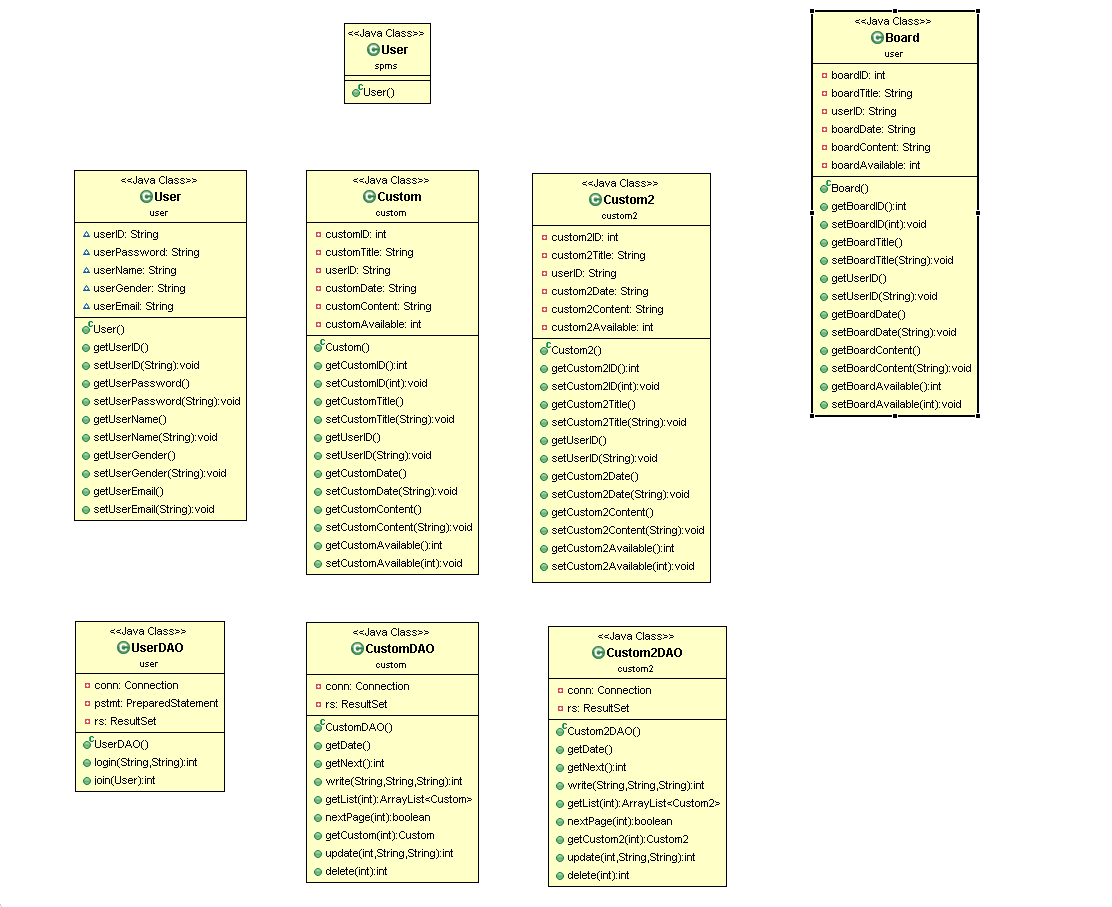 <<Java Class>>
User
spms
User()
<<Java Class>>
Board
user
boardID: int
boardTitle: String
userID: String
boardDate: String
boardContent: String
boardAvailable: int
Board()
getBoardID():int
setBoardID(int):void
getBoardTitle()
setBoardTitle(String):void
getUserID()
setUserID(String):void
getBoardDate()
setBoardDate(String):void
getBoardContent()
setBoardContent(String):void
getBoardAvailable():int
setBoardAvailable(int):void
<<Java Class>>
User
user
userID: String
userPassword: String
userName: String
userGender: String
userEmail: String
User()
getUserID()
setUserID(String):void
getUserPassword()
setUserPassword(String):void
getUserName()
setUserName(String):void
getUserGender()
setUserGender(String):void
getUserEmail()
setUserEmail(String):void
<<Java Class>>
Custom
custom
customID: int
customTitle: String
userID: String
customDate: String
customContent: String
customAvailable: int
Custom()
getCustomID():int
setCustomID(int):void
getCustomTitle()
setCustomTitle(String):void
getUserID()
setUserID(String):void
getCustomDate()
setCustomDate(String):void
getCustomContent()
setCustomContent(String):void
getCustomAvailable():int
setCustomAvailable(int):void
<<Java Class>>
Custom2
custom2
custom2ID: int
custom2Title: String
userID: String
custom2Date: String
custom2Content: String
custom2Available: int
Custom2()
getCustom2ID():int
setCustom2ID(int):void
getCustom2Title()
setCustom2Title(String):void
getUserID()
setUserID(String):void
getCustom2Date()
setCustom2Date(String):void
getCustom2Content()
setCustom2Content(String):void
getCustom2Available():int
setCustom2Available(int):void
<<Java Class>>
UserDAO
user
conn: Connection
pstmt: PreparedStatement
rs: ResultSet
UserDAO()
login(String,String):int
join(User):int
<<Java Class>>
CustomDAO
custom
conn: Connection
rs: ResultSet
CustomDAO()
getDate()
getNext():int
write(String,String,String):int
getList(int):ArrayList<Custom>
nextPage(int):boolean
getCustom(int):Custom
update(int,String,String):int
delete(int):int
<<Java Class>>
Custom2DAO
custom2
conn: Connection
rs: ResultSet
Custom2DAO()
getDate()
getNext():int
write(String,String,String):int
getList(int):ArrayList<Custom2>
nextPage(int):boolean
getCustom2(int):Custom2
update(int,String,String):int
delete(int):int